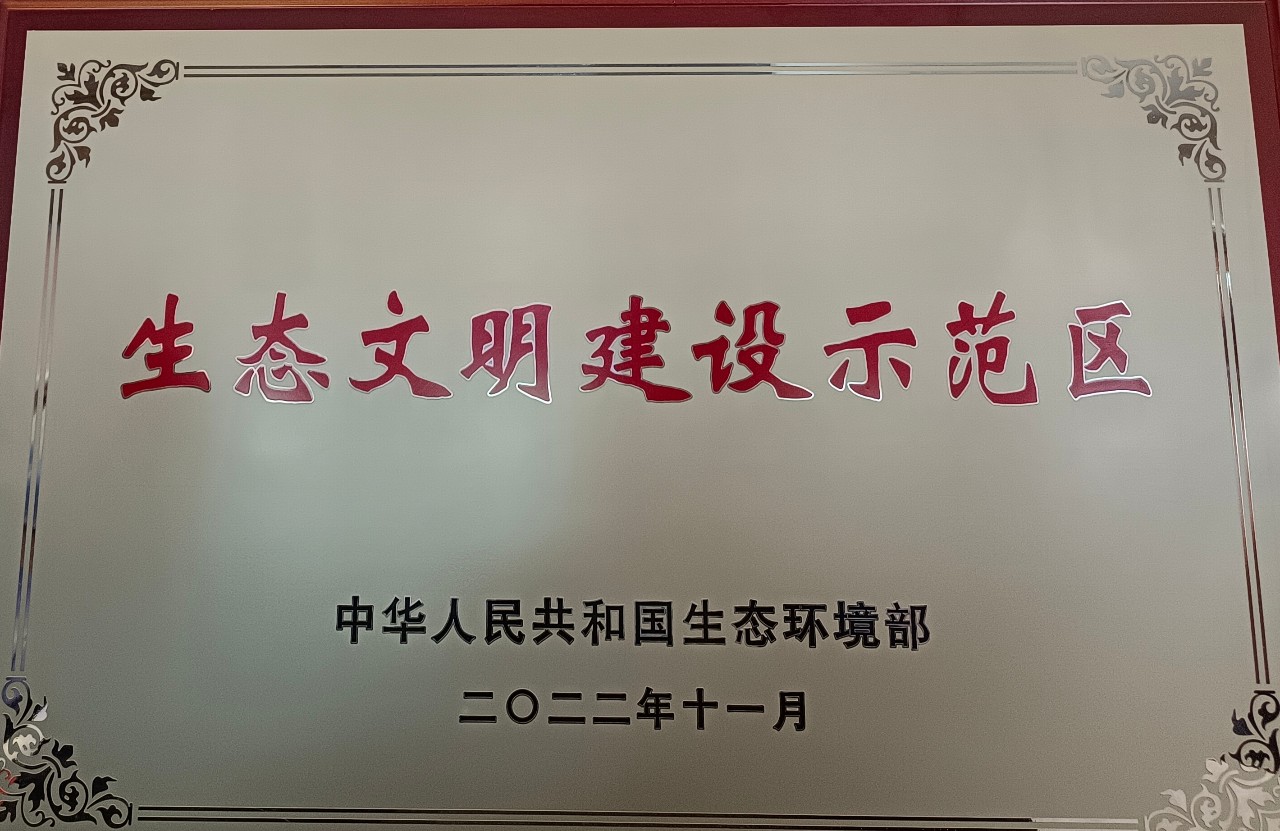 生态文明建设示范区
中华人民共和国生态环境部
二〇二二年十一月